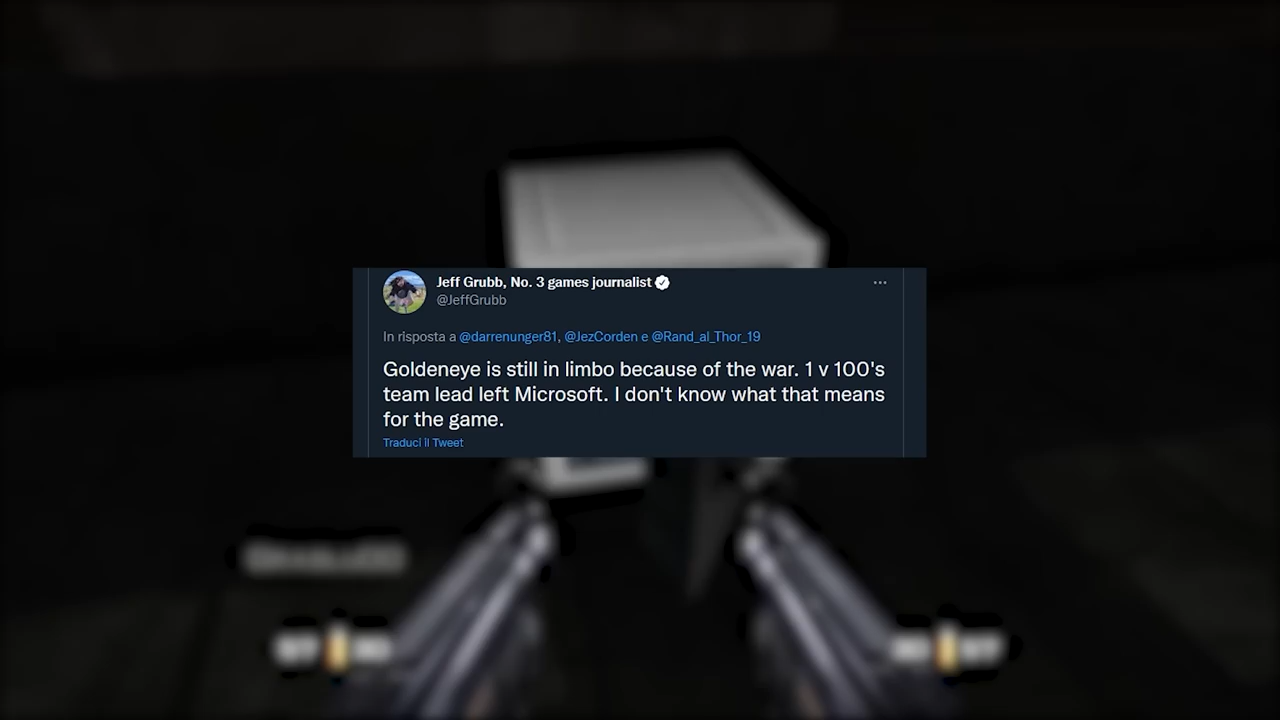 Jeff Grubb, No. 3 games journalist
@JeffGrubb
In risposta a @darrenunger81, @JezCorden e @Rand_al_Thor_19
Goldeneye is still in limbo because of the war. 1 v 100's
team lead left Microsoft. I don't know what that means
for the game.
Traduci il Tweet